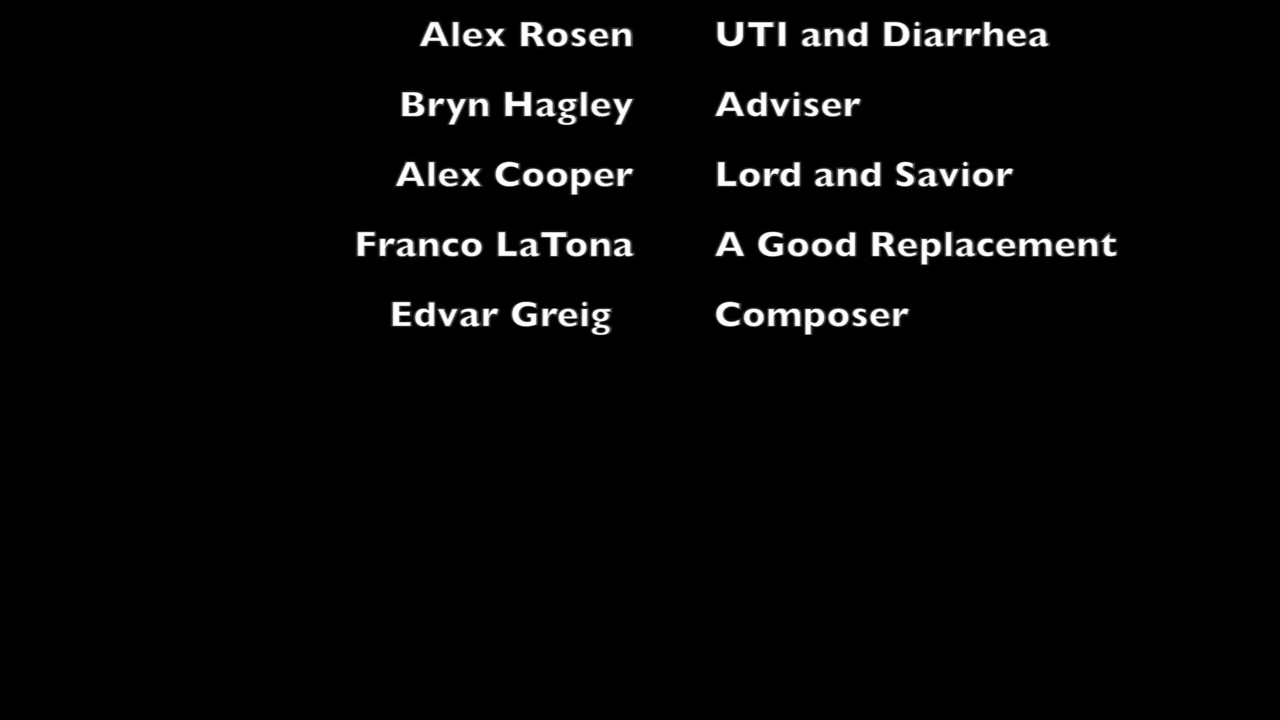 Alex Rosen UTI and Diarrhea
Bryn Hagley Adviser
Alex Cooper Lord and Savior
Franco LaTona A Good Replacement
Edvar Greig Composer